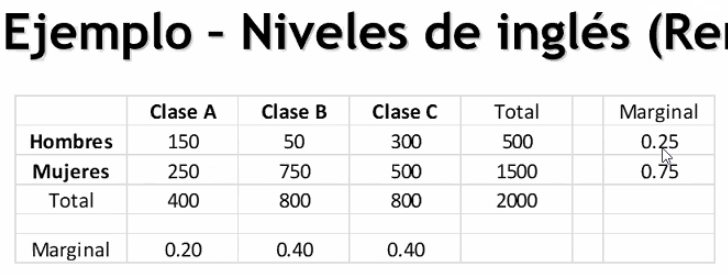 Ejemplo - Niveles de inglés (Re
Clase A Clase B Clase C Total Marginal
Hombres 150 50 300 500 0.25
Mujeres 250 750 500 1500 0.75
Total 400 800 800 2000
Marginal 0.20 0.40 0.40